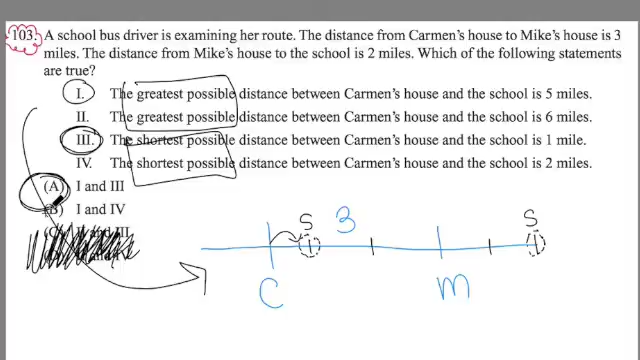 103. A school bus driver is examining her route. The distance from Carmen's house to Mike's house is 3
miles. The distance from Mike's house to the school is 2 miles. Which of the following statements
are true?
I. The greatest possible distance between Carmen's house and the school is 5 miles.
II. The greatest possible distance between Carmen's house and the school is 6 miles.
III. The shortest possible distance between Carmen's house and the school is 1 mile.
IV. The shortest possible distance between Carmen's house and the school is 2 miles.
(A) I and III
(B) I and IV
S 3 S
C m